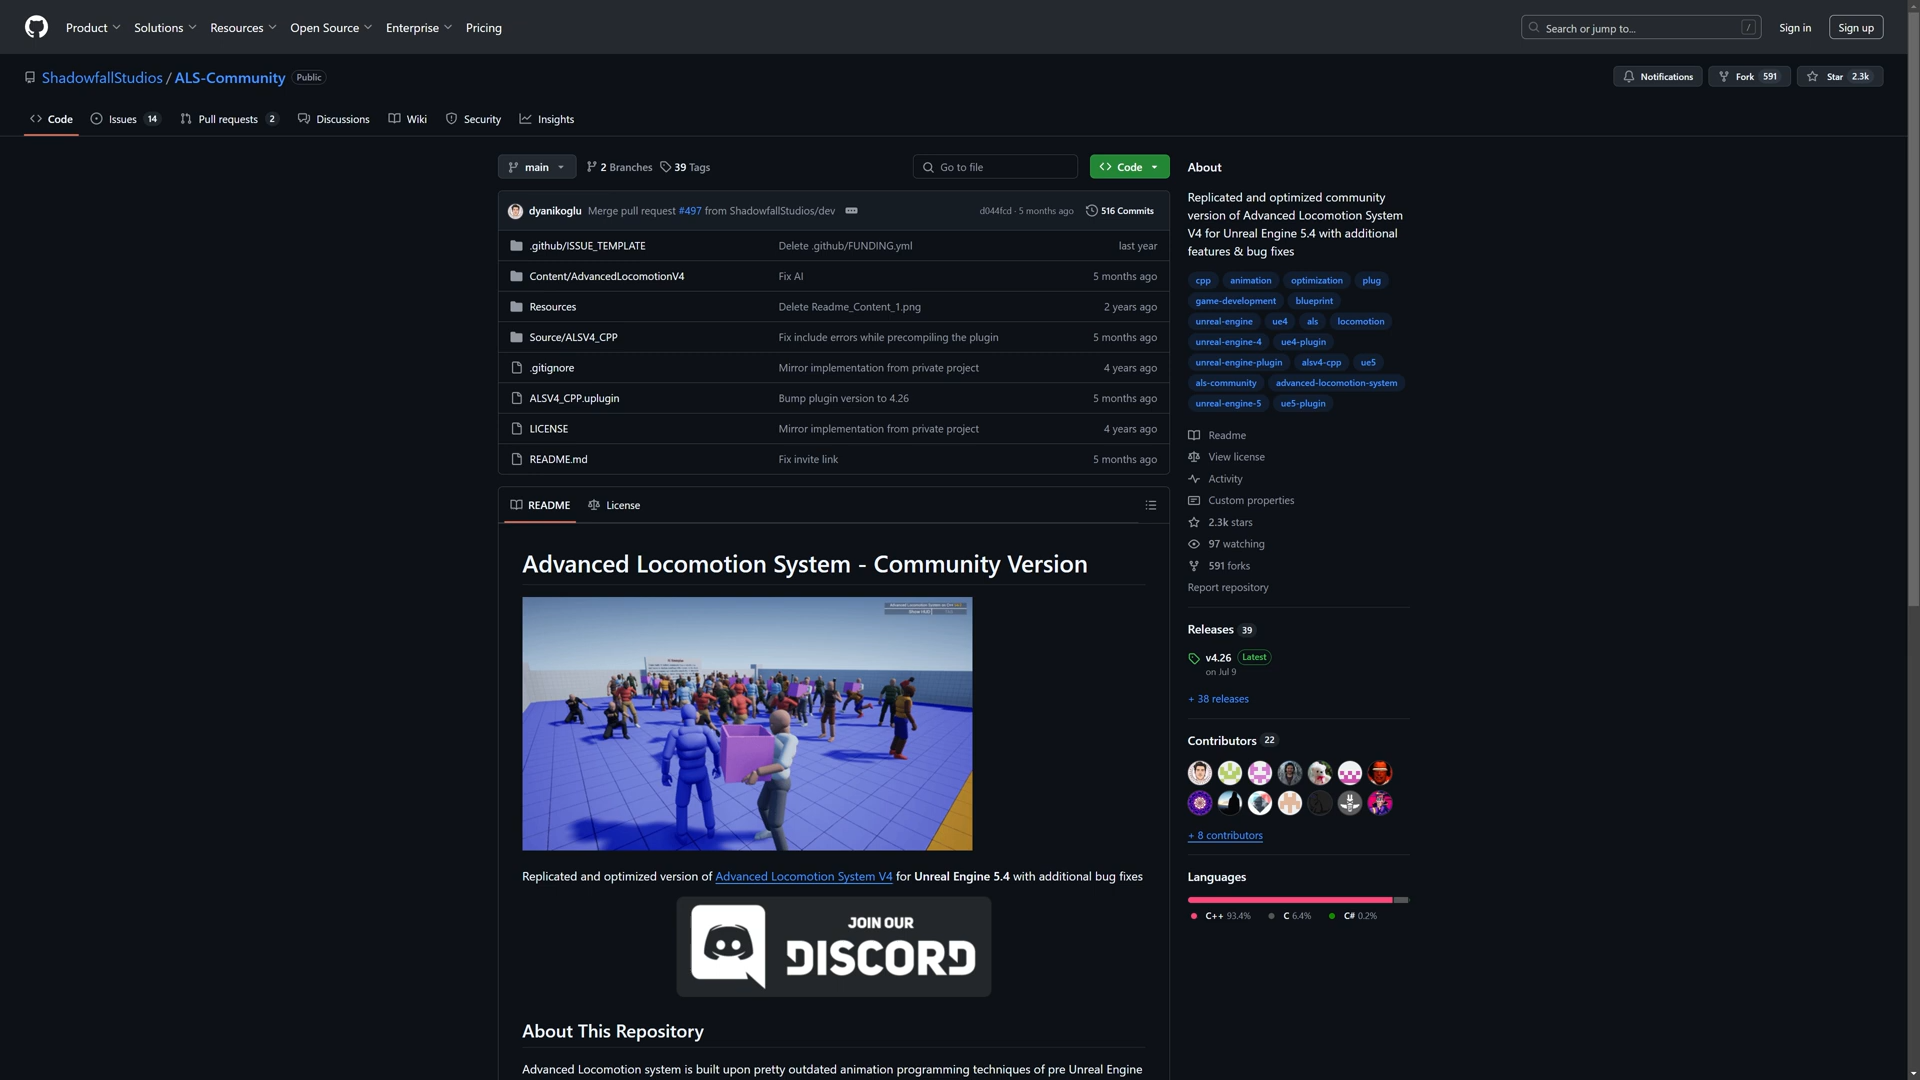 Product Solutions Resources Open Source Enterprise Pricing Search or jump to... / Sign in Sign up
ShadowfallStudios / ALS-Community Public Notifications Fork 591 Star 2.3k
Code Issues 14 Pull requests 2 Discussions Wiki Security Insights
main 2 Branches 39 Tags Go to file Code
dyanikoglu Merge pull request #497 from ShadowfallStudios/dev d044fcd · 5 months ago 516 Commits
.github/ISSUE_TEMPLATE Delete .github/FUNDING.yml last year
Content/AdvancedLocomotionV4 Fix AI 5 months ago
Resources Delete Readme_Content_1.png 2 years ago
Source/ALSV4_CPP Fix include errors while precompiling the plugin 5 months ago
.gitignore Mirror implementation from private project 4 years ago
ALSV4_CPP.uplugin Bump plugin version to 4.26 5 months ago
LICENSE Mirror implementation from private project 4 years ago
README.md Fix invite link 5 months ago
README License
Advanced Locomotion System - Community Version
Replicated and optimized version of Advanced Locomotion System V4 for Unreal Engine 5.4 with additional bug fixes
JOIN OUR
DISCORD
About This Repository
Advanced Locomotion system is built upon pretty outdated animation programming techniques of pre Unreal Engine
About
Replicated and optimized community
version of Advanced Locomotion System
V4 for Unreal Engine 5.4 with additional
features & bug fixes
cpp animation optimization plug
game-development blueprint
unreal-engine ue4 als locomotion
unreal-engine-4 ue4-plugin
unreal-engine-plugin alsv4-cpp ue5
als-community advanced-locomotion-system
unreal-engine-5 ue5-plugin
Readme
View license
Activity
Custom properties
2.3k stars
97 watching
591 forks
Report repository
Releases 39
v4.26 Latest
on Jul 9
+ 38 releases
Contributors 22
+ 8 contributors
Languages
C++ 93.4% C 6.4% C# 0.2%